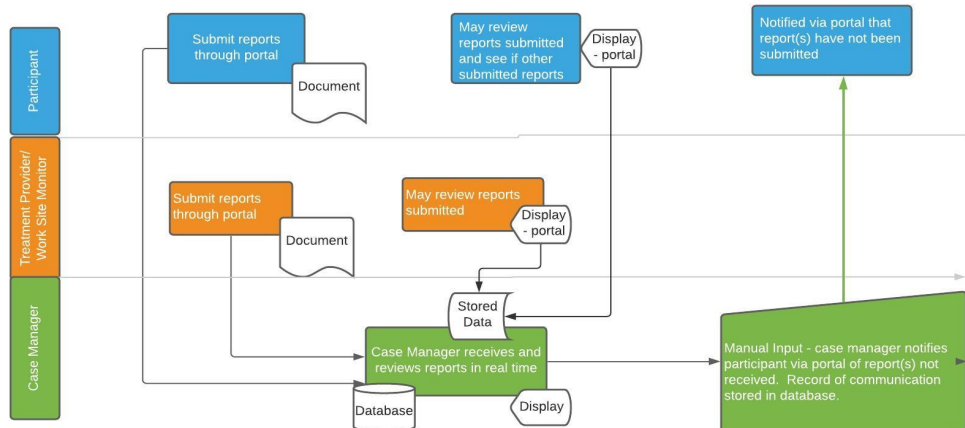 Participant
Submit reports
through portal
Document
May review
reports submitted
and see if other
submitted reports
Display
- portal
Notified via portal that
report(s) have not been
submitted
Treatment Provider/
Work Site Monitor
Submit reports
through portal
Document
May review reports
submitted
Display
- portal
Case Manager
Stored
Data
Case Manager receives and
reviews reports in real time
Database
Display
Manual Input - case manager notifies
participant via portal of report(s) not
received.  Record of communication
stored in database.